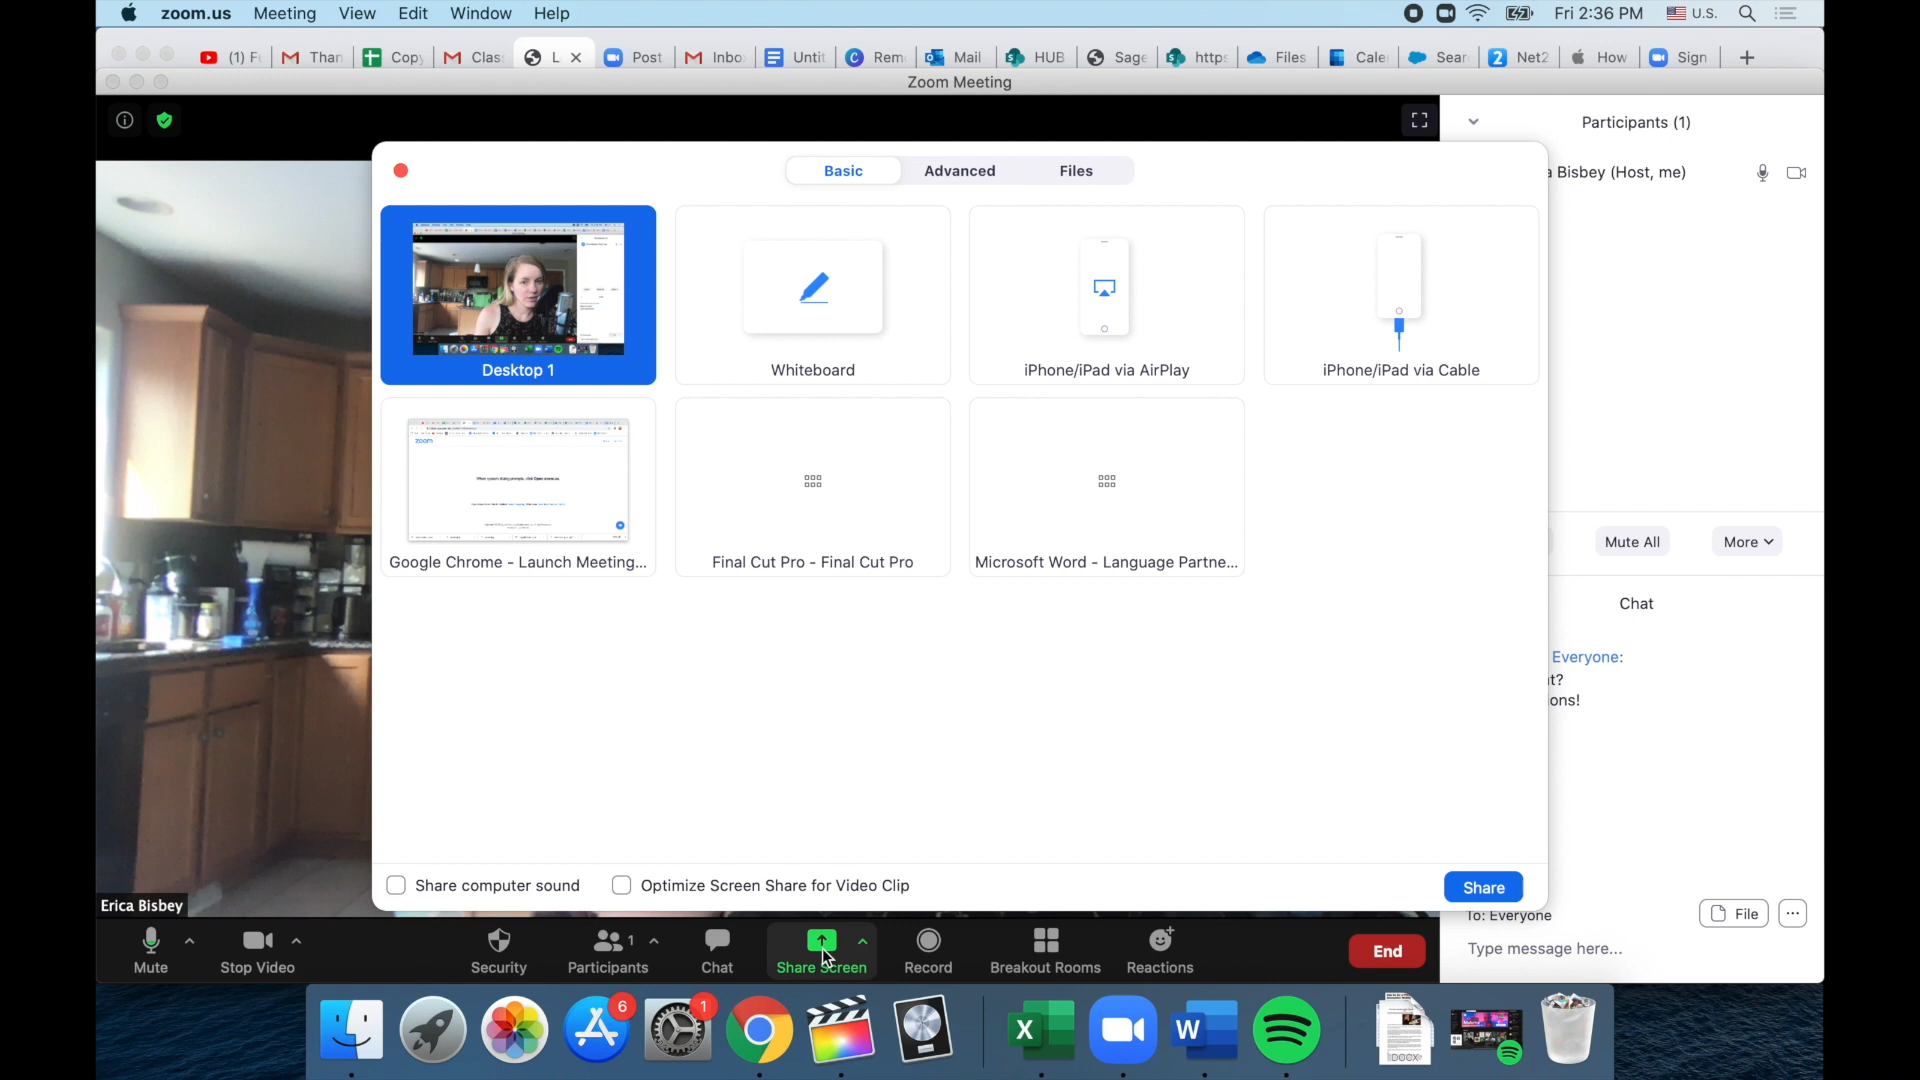 zoom.us Meeting View Edit Window Help Fri 2:36 PM U.S.
(1) F Than Copy Clas L Post Inbo Untit Rem Mail HUB Sage https Files Cale Sear Net2 How Sign
Zoom Meeting
Participants (1)
Basic Advanced Files
a Bisbey (Host, me)
Desktop 1
Whiteboard
iPhone/iPad via AirPlay
iPhone/iPad via Cable
zoom
Google Chrome - Launch Meeting...
Final Cut Pro - Final Cut Pro
Microsoft Word - Language Partne...
Mute All More
Chat
Everyone:
t?
ons!
Share computer sound Optimize Screen Share for Video Clip Share
Erica Bisbey
To: Everyone File
Type message here...
Mute Stop Video Security Participants 1 Chat Share Screen Record Breakout Rooms Reactions End
6 1
X W
DOCX